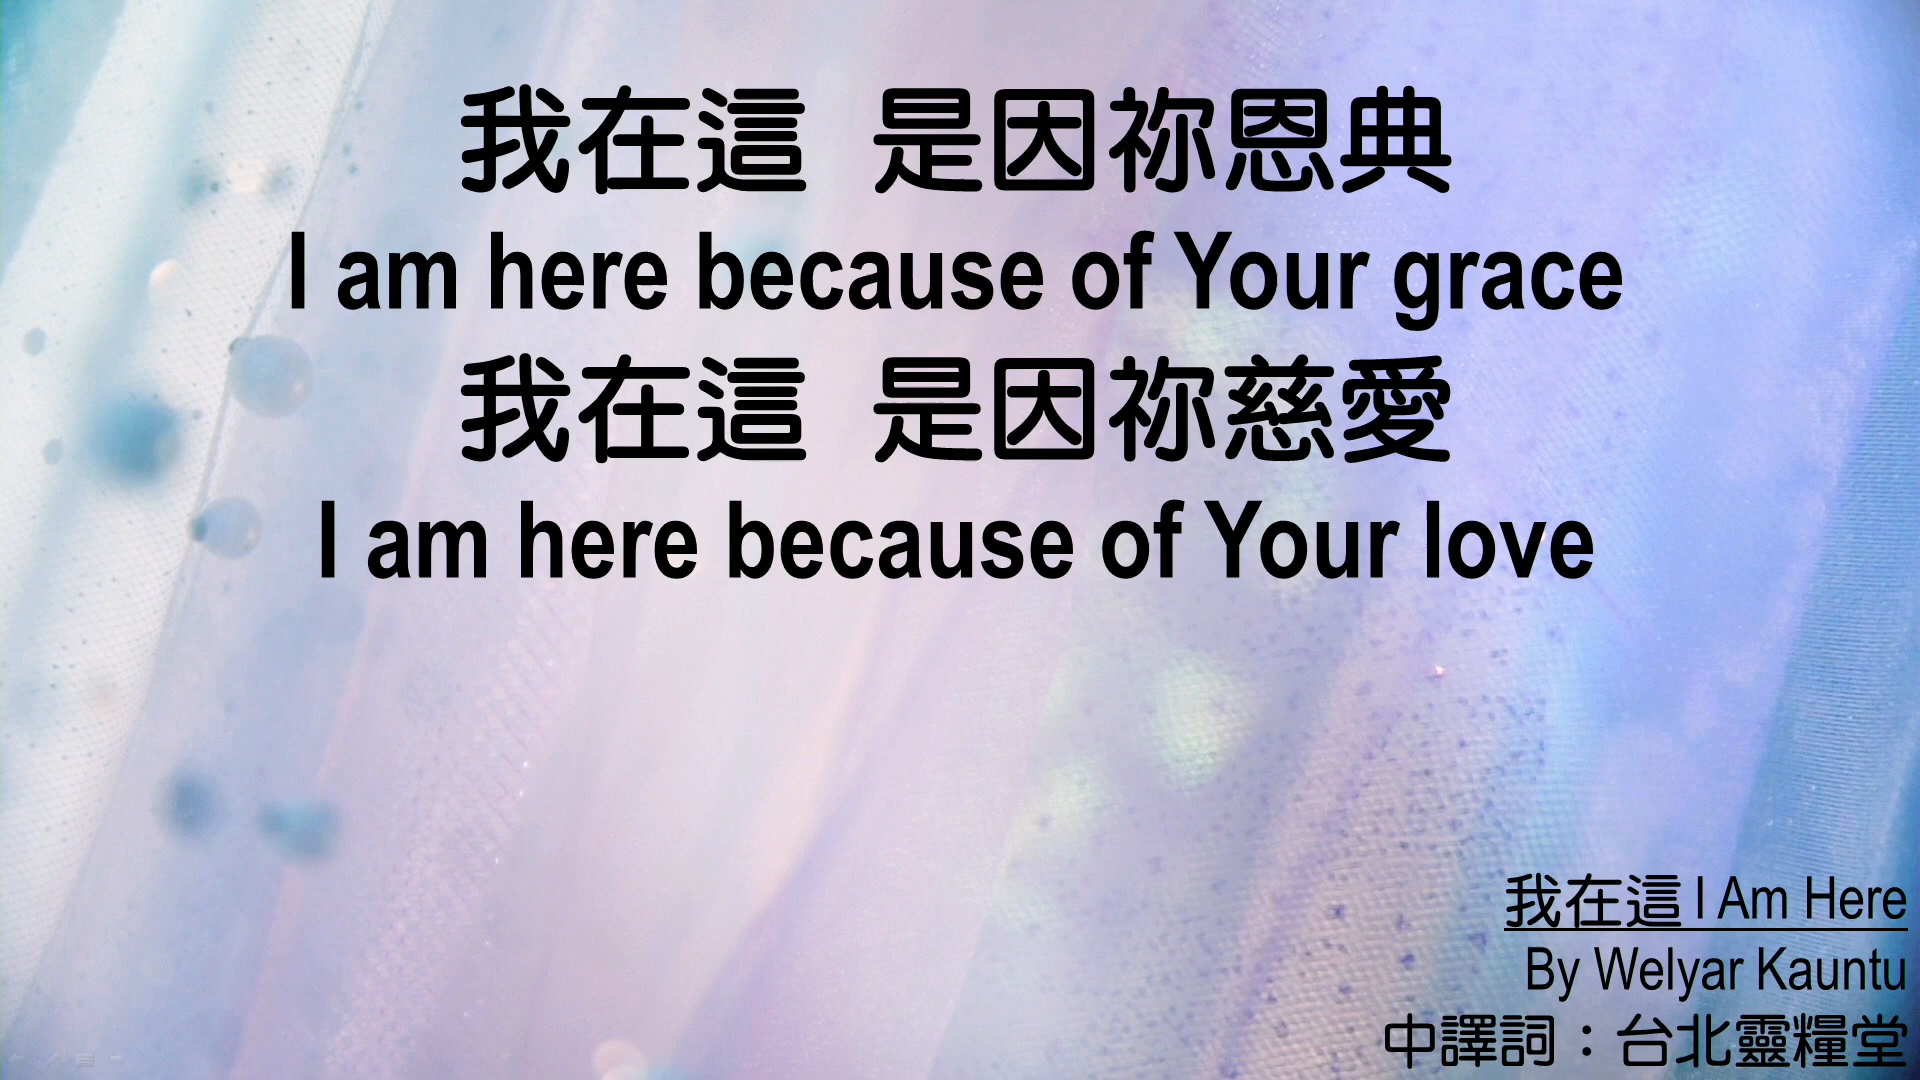 我在這 是因祢恩典
I am here because of Your grace
我在這 是因祢慈愛
I am here because of Your love
我在這 I Am Here
By Welyar Kauntu
中譯詞：台北靈糧堂